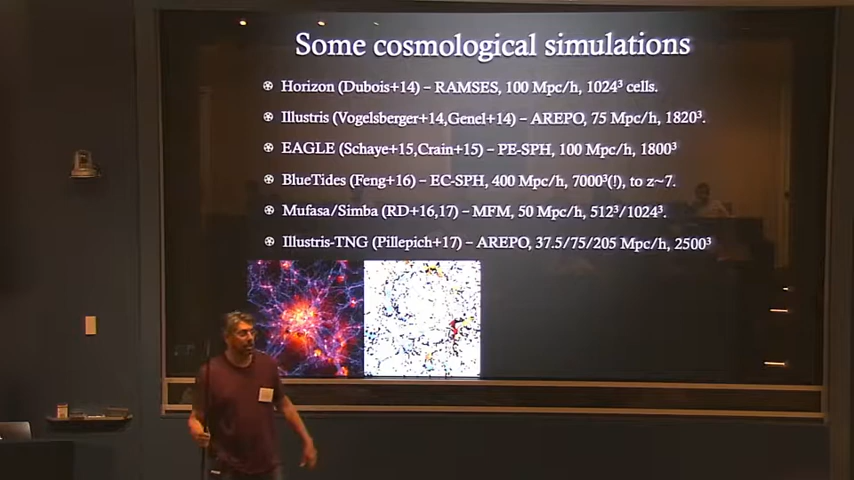 Some cosmological simulations
Horizon (Dubois+14) – RAMSES, 100 Mpc/h, 1024³ cells.
Illustris (Vogelsberger+14,Genel+14) – AREPO, 75 Mpc/h, 1820³.
EAGLE (Schaye+15,Crain+15) – PE-SPH, 100 Mpc/h, 1800³
BlueTides (Feng+16) – EC-SPH, 400 Mpc/h, 7000³(!), to z~7.
Mufasa/Simba (RD+16,17) – MFM, 50 Mpc/h, 512³/1024³.
Illustris-TNG (Pillepich+17) – AREPO, 37.5/75/205 Mpc/h, 2500³